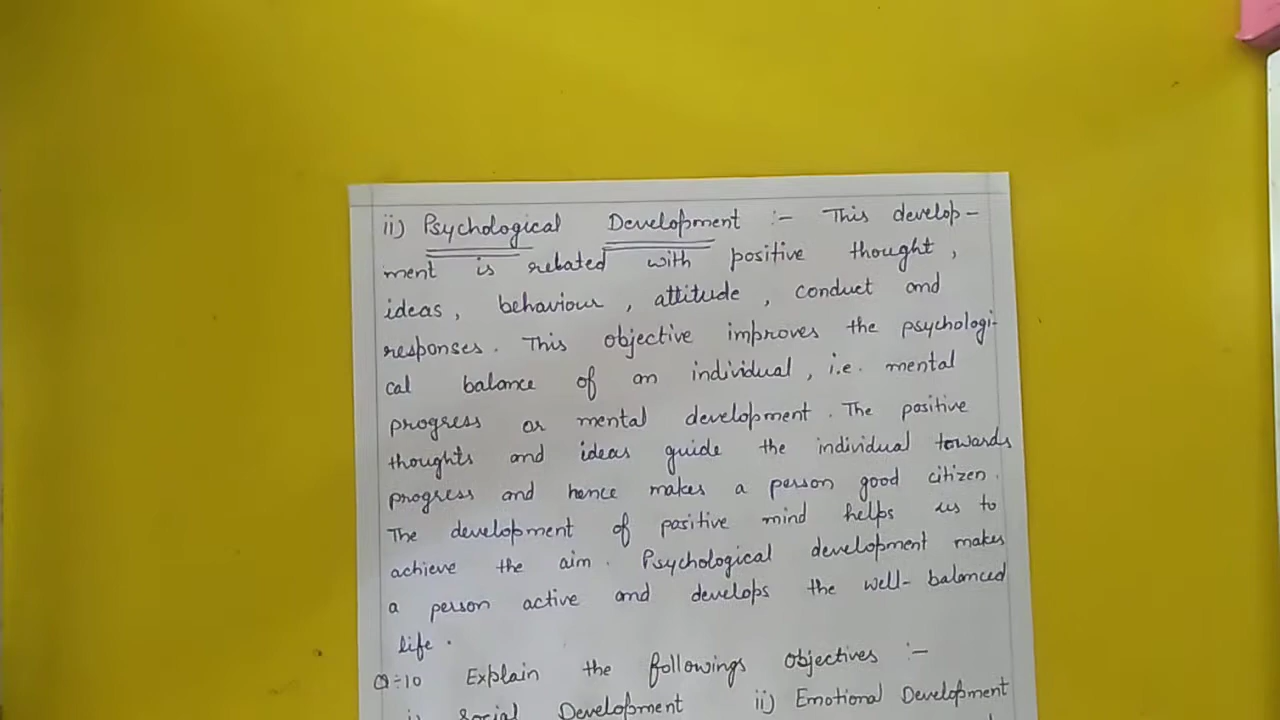 ii) Psychological Development :- This develop-
ment is related with positive thought,
ideas, behaviour, attitude, conduct and
responses. This objective improves the psychologi-
cal balance of an individual, i.e. mental
progress or mental development. The positive
thoughts and ideas guide the individual towards
progress and hence makes a person good citizen.
The development of positive mind helps us to
achieve the aim. Psychological development makes
a person active and develops the well-balanced
life.
Q÷10 Explain the followings objectives :-
i) Social Development ii) Emotional Development